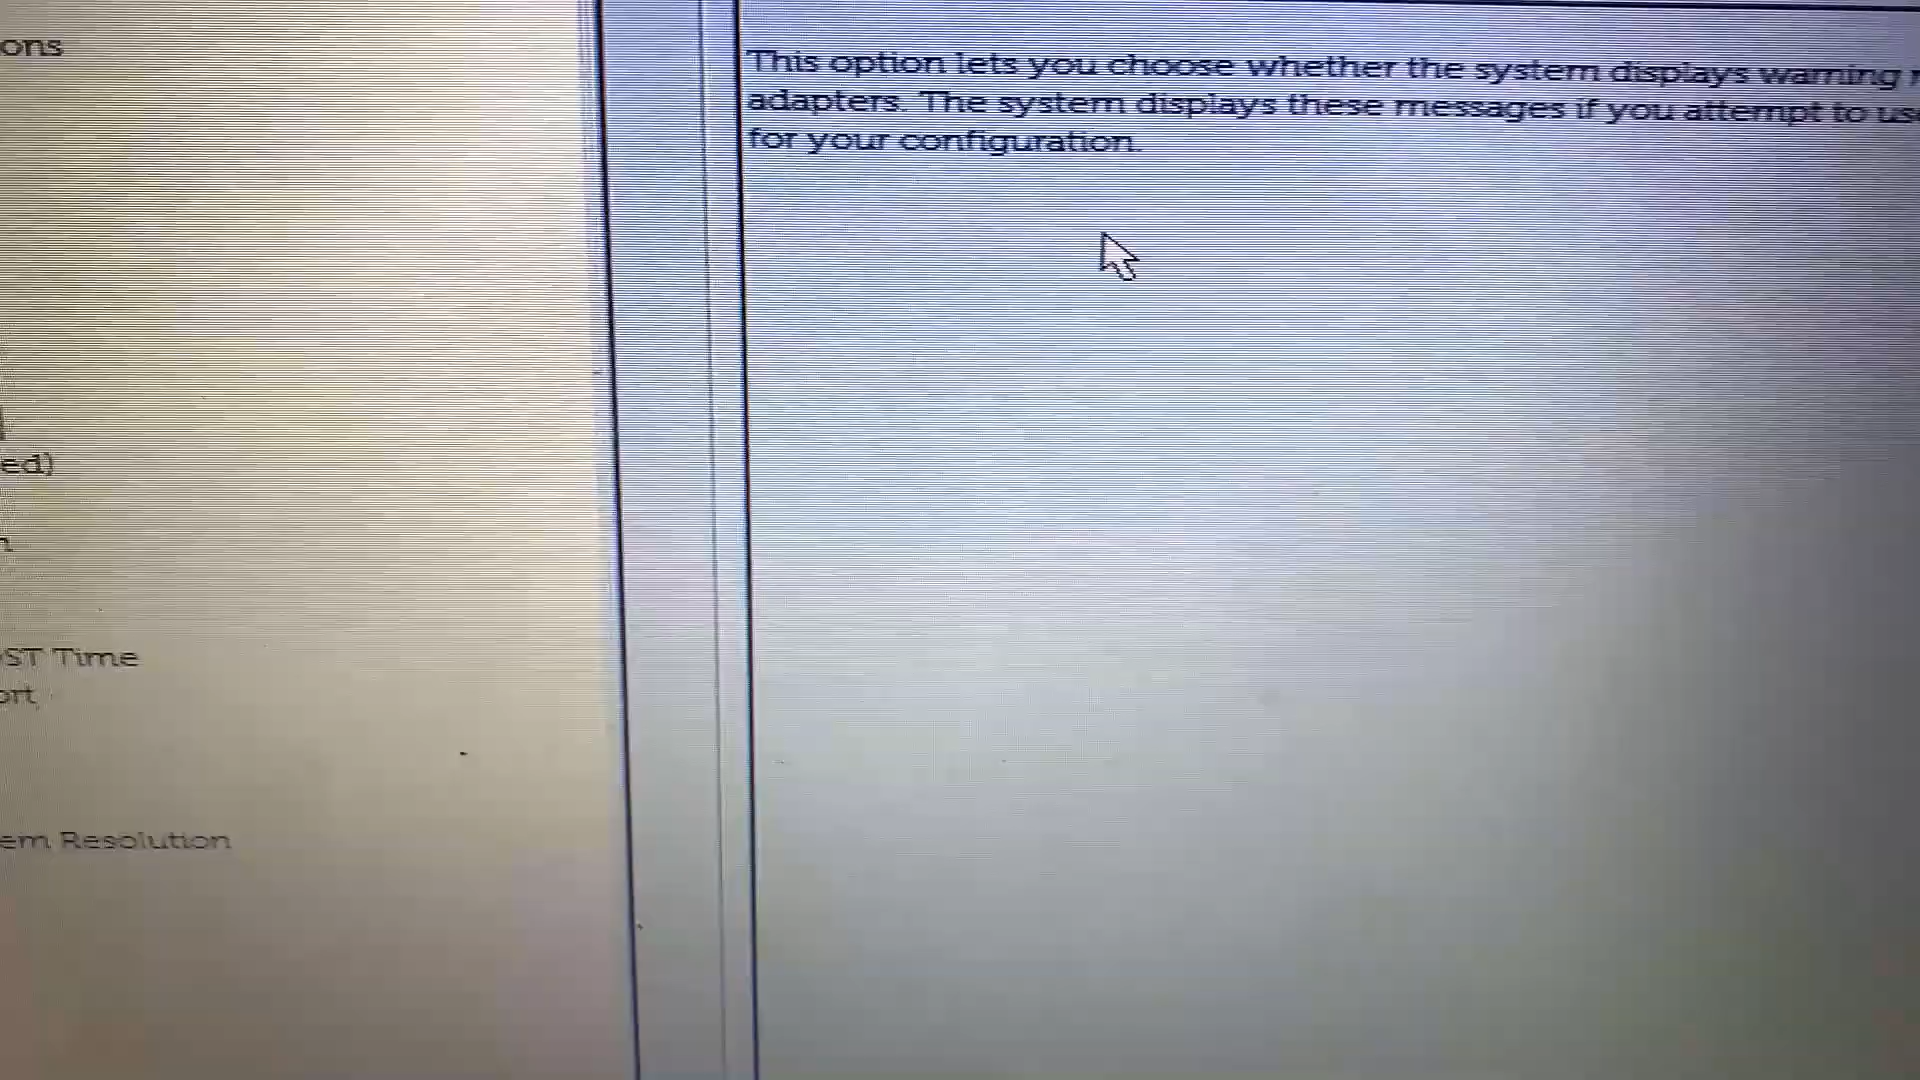 ons
ed)
ST Time
ort
em Resolution
This option lets you choose whether the system displays warning
adapters. The system displays these messages if you attempt to us
for your configuration.